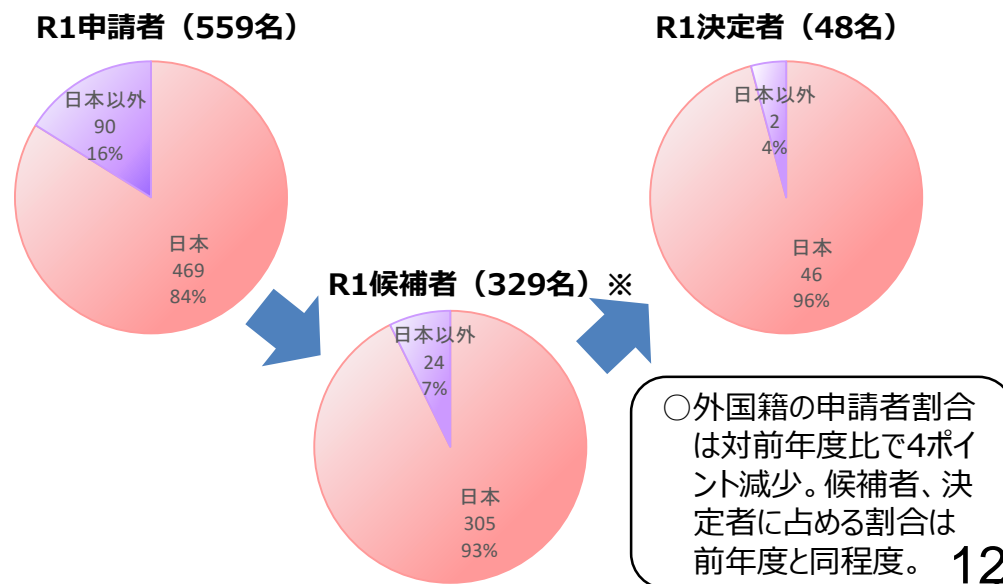 R1申請者（559名）
日本以外
90
16%
日本
469
84%
R1候補者（329名）※
日本以外
24
7%
日本
305
93%
R1決定者（48名）
日本以外
2
4%
日本
46
96%
○外国籍の申請者割合
は対前年度比で4ポイ
ント減少。候補者、決
定者に占める割合は
前年度と同程度。
12